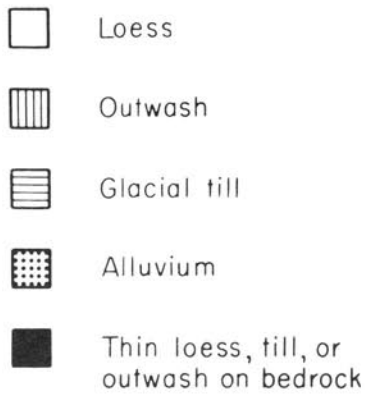 Loess
Outwash
Glacial till
Alluvium
Thin loess, till, or
outwash on bedrock